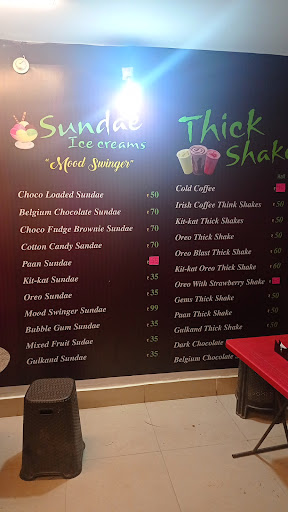 Sundae
Ice creams
"Mood Swinger"
Choco Loaded Sundae ₹50
Belgium Chocolate Sundae ₹70
Choco Fudge Brownie Sundae ₹70
Cotton Candy Sandae ₹70
Paan Sundae
Kit-kat Sundae ₹35
Oreo Sundae ₹35
Mood Swinger Sundae ₹99
Bubble Gum Sundae ₹35
Mixed Fruit Sudae ₹35
Gulkand Sundae ₹35
Thick
Shake
Cold Coffee
Irish Coffee Think Shakes ₹50
Kit-kat Thick Shakes ₹50
Oreo Thick Shake ₹50
Oreo Blast Thick Shake ₹60
Kit-kat Oreo Thick Shake ₹60
Oreo With Strawberry Shake
Gems Thick Shake ₹50
Paan Thick Shake ₹50
Gulkand Thick Shake ₹50
Dark Chocolate
Belgium Chocolate